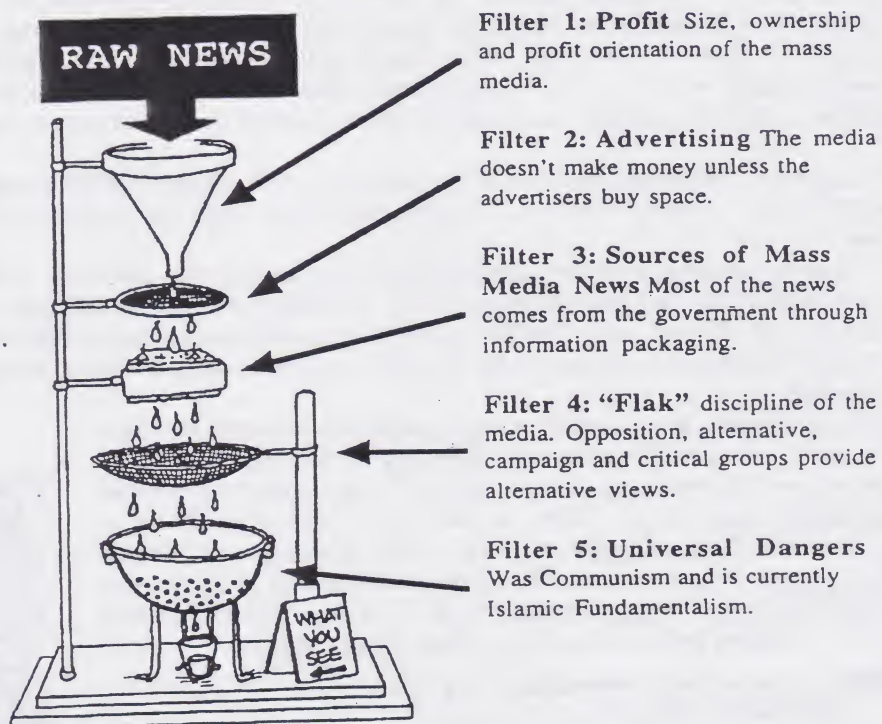 RAW NEWS
Filter 1: Profit Size, ownership
and profit orientation of the mass
media.
Filter 2: Advertising The media
doesn't make money unless the
advertisers buy space.
Filter 3: Sources of Mass
Media News Most of the news
comes from the government through
information packaging.
Filter 4: “Flak” discipline of the
media. Opposition, alternative,
campaign and critical groups provide
alternative views.
Filter 5: Universal Dangers
Was Communism and is currently
Islamic Fundamentalism.
WHAT
YOU
SEE